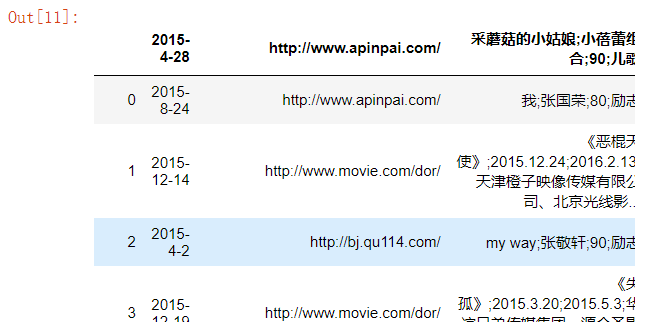 Out[11]:
2015-
4-28
http://www.apinpai.com/
采蘑菇的小姑娘;小蓓蕾组
合;90;儿歌
0
2015-
8-24
http://www.apinpai.com/
我;张国荣;80;励志
1
2015-
12-14
http://www.movie.com/dor/
《恶棍天
使》;2015.12.24;2016.2.13
天津橙子映像传媒有限公
司、北京光线影...
2
2015-
4-2
http://bj.qu114.com/
my way;张敬轩;90;励志
3
2015-
12-19
http://www.movie.com/dor/
《失
孤》;2015.3.20;2015.5.3;华